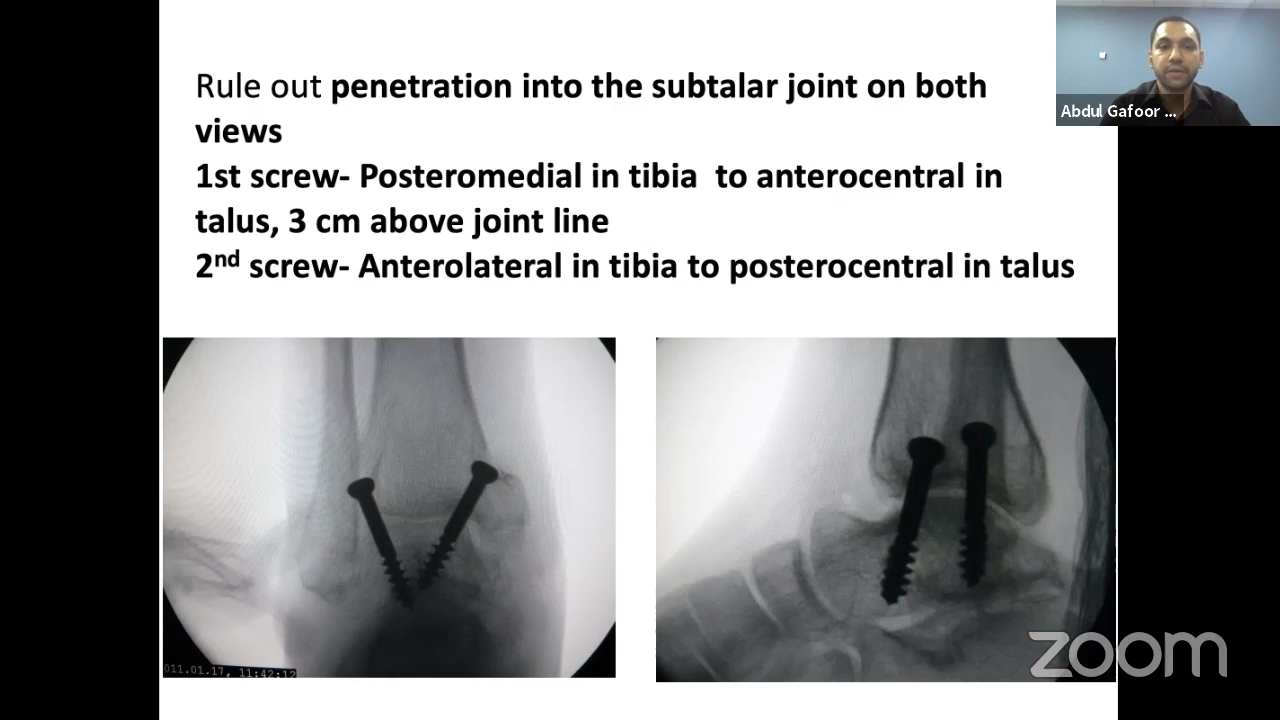 Rule out penetration into the subtalar joint on both
views
1st screw- Posteromedial in tibia  to anterocentral in
talus, 3 cm above joint line
2nd screw- Anterolateral in tibia to posterocentral in talus
Abdul Gafoor ...
011.01.17, 11:42:12
zoom